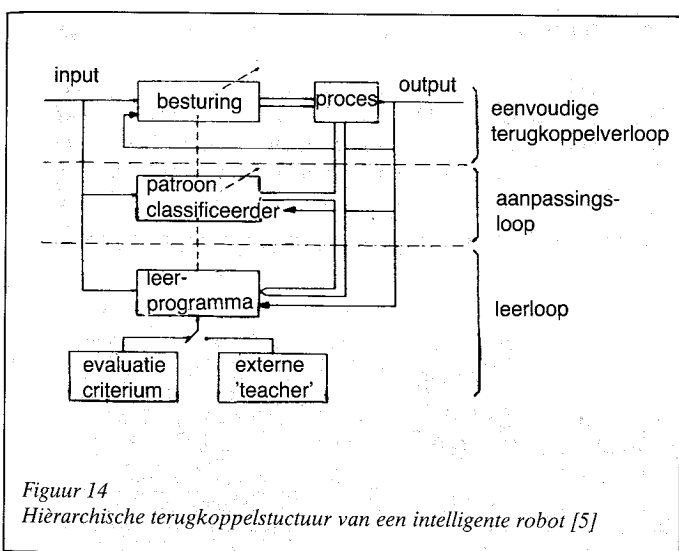 input
besturing
proces
output
eenvoudige
terugkoppelverloop
patroon
classificeerder
aanpassings-
loop
leer-
programma
leerloop
evaluatie
criterium
externe
'teacher'
Figuur 14
Hièrarchische terugkoppelstuctuur van een intelligente robot [5]